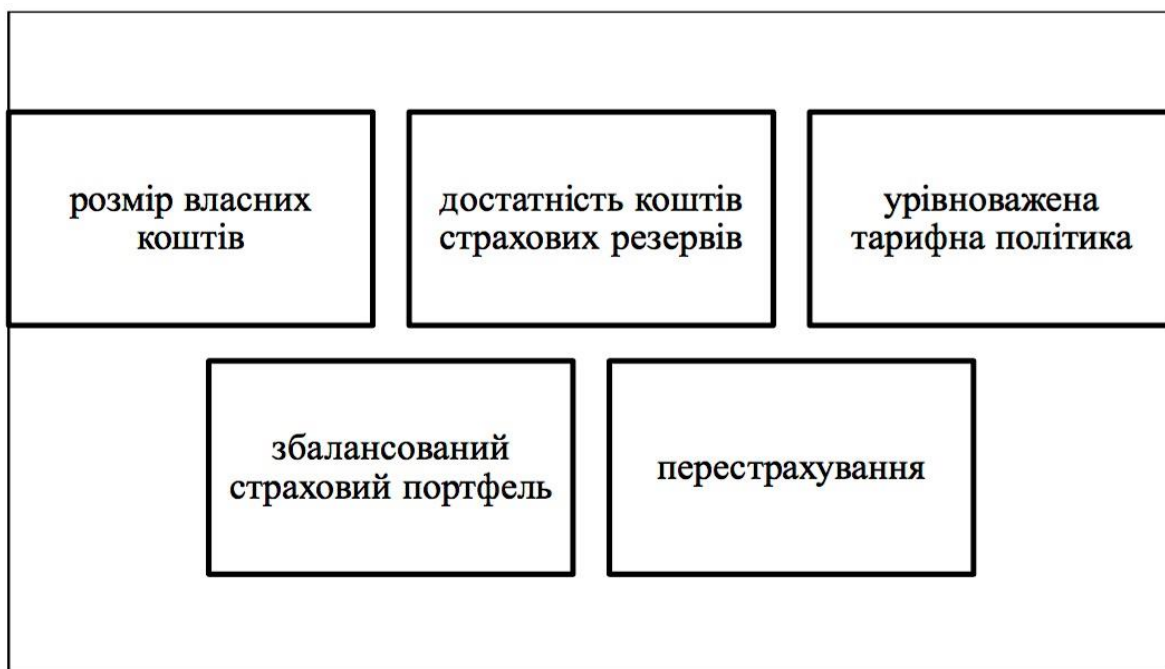 розмір власних
коштів
достатність коштів
страхових резервів
урівноважена
тарифна політика
збалансований
страховий портфель
перестрахування